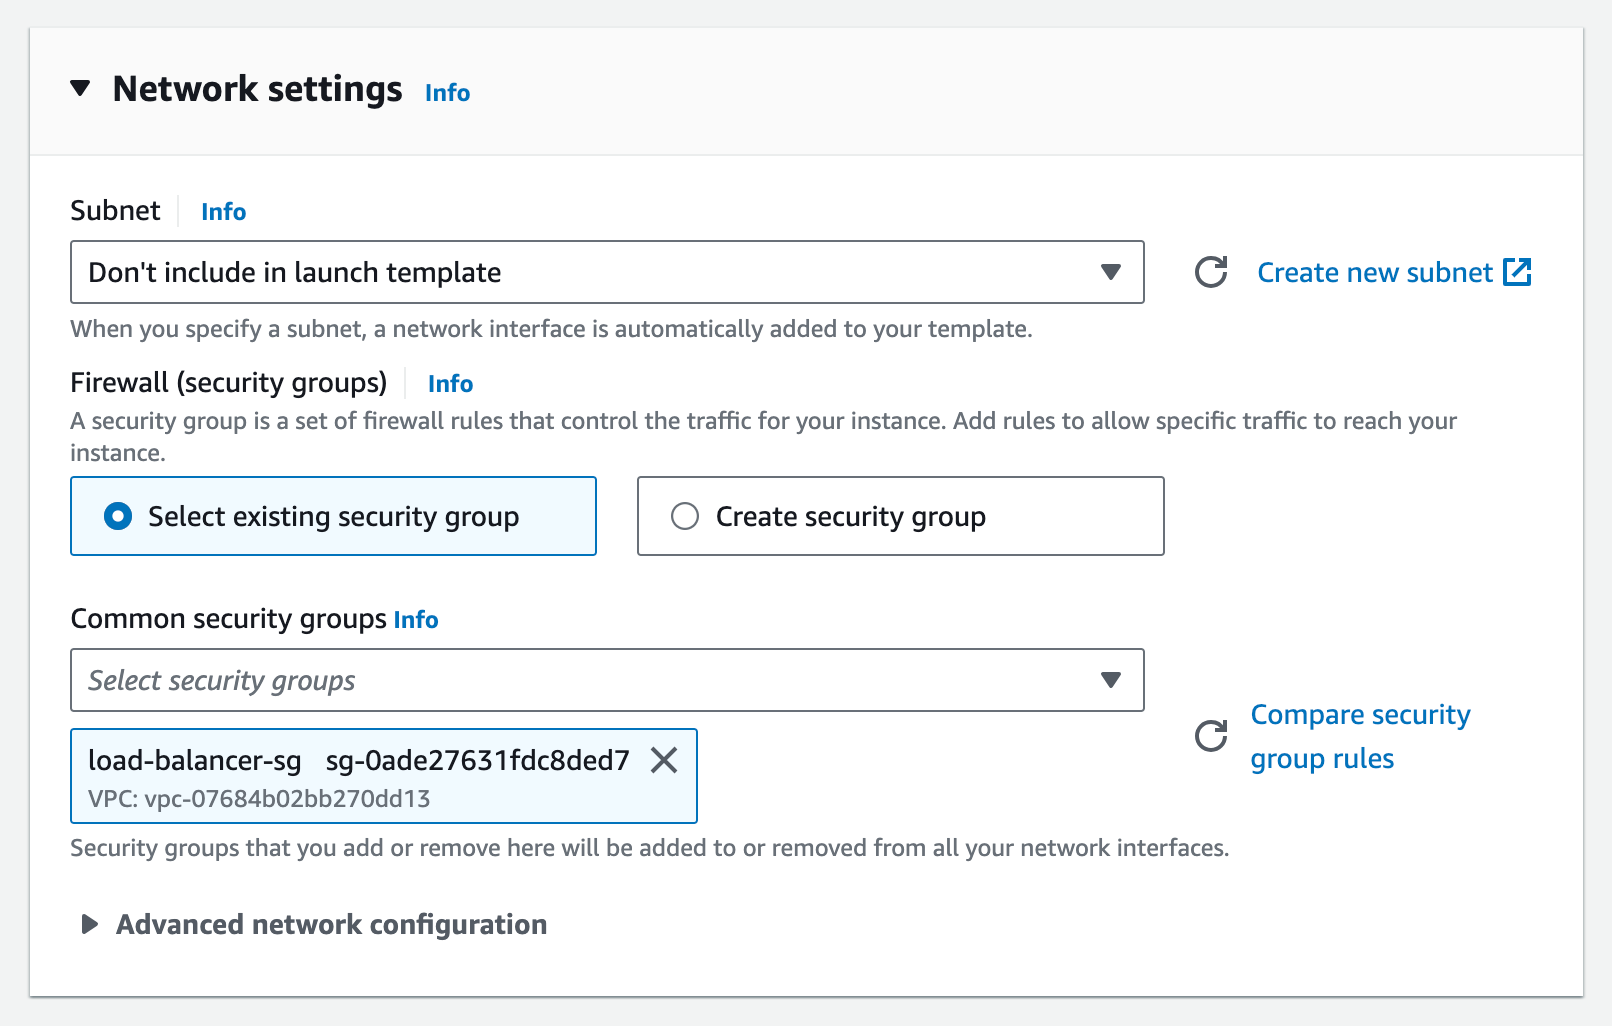 Network settings Info
Subnet Info
Don't include in launch template
Create new subnet
When you specify a subnet, a network interface is automatically added to your template.
Firewall (security groups) Info
A security group is a set of firewall rules that control the traffic for your instance. Add rules to allow specific traffic to reach your
instance.
Select existing security group
Create security group
Common security groups Info
Select security groups
Compare security
group rules
load-balancer-sg sg-0ade27631fdc8ded7
VPC: vpc-07684b02bb270dd13
Security groups that you add or remove here will be added to or removed from all your network interfaces.
Advanced network configuration